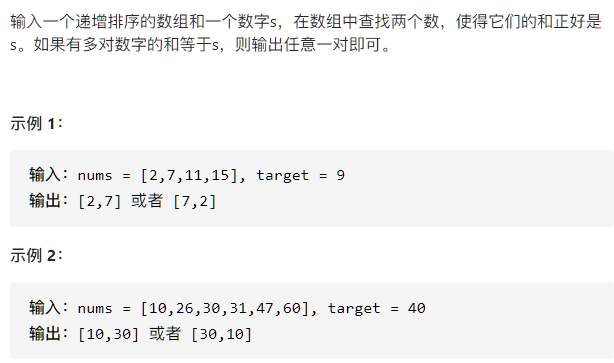 输入一个递增排序的数组和一个数字s，在数组中查找两个数，使得它们的和正好是
s。如果有多对数字的和等于s，则输出任意一对即可。
示例 1：
输入：nums = [2,7,11,15], target = 9
输出：[2,7] 或者 [7,2]
示例 2：
输入：nums = [10,26,30,31,47,60], target = 40
输出：[10,30] 或者 [30,10]